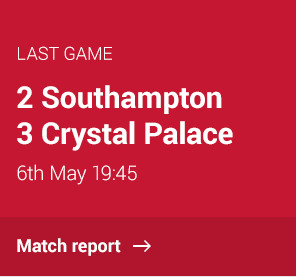 LAST GAME
2 Southampton
3 Crystal Palace
6th May 19:45
Match report →